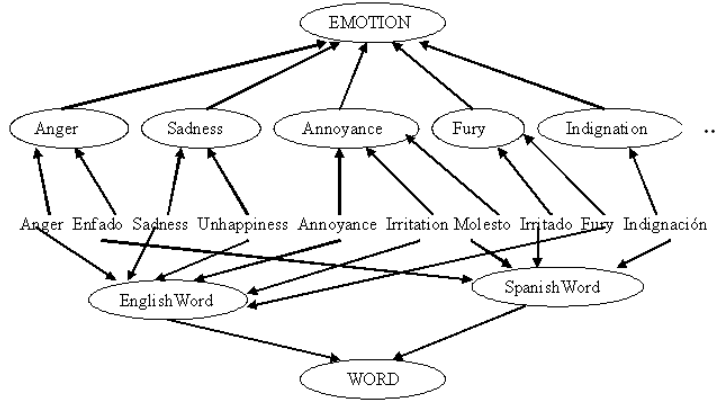 EMOTION
Anger Sadness Annoyance Fury Indignation ..
Anger Enfado Sadness Unhappiness Annoyance Irritation Molesto Irritado Fury Indignación
EnglishWord SpanishWord
WORD